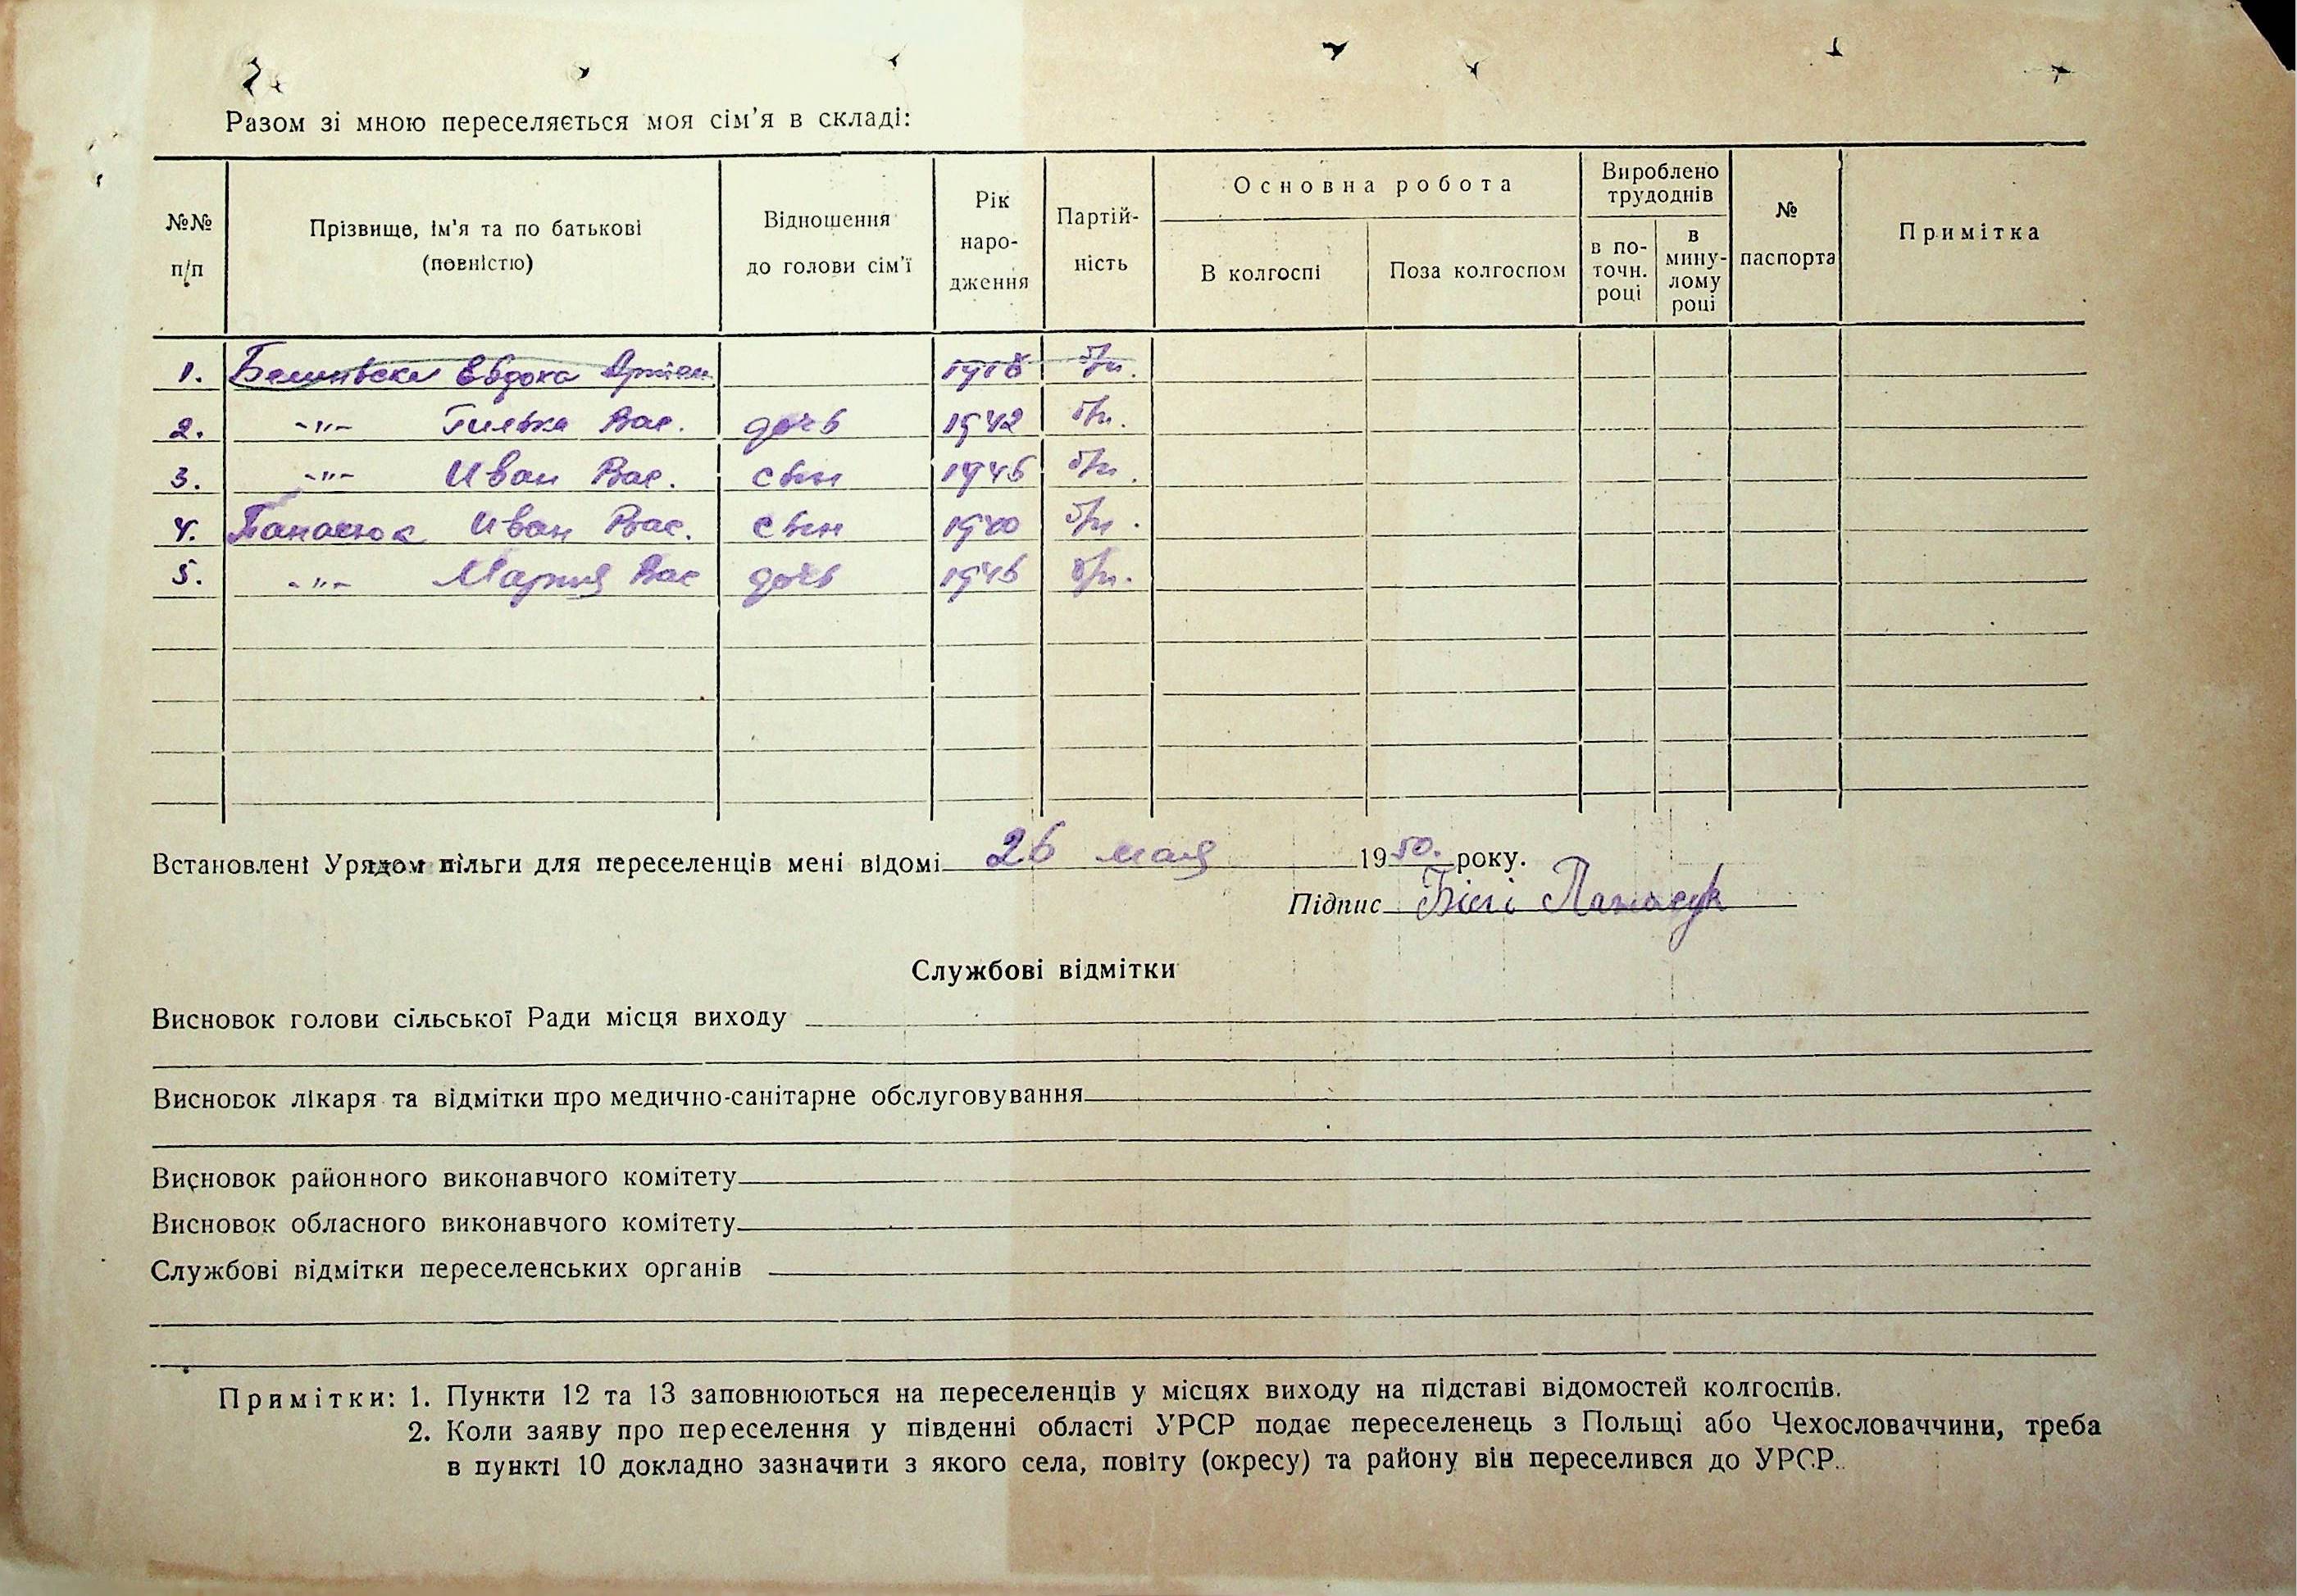 Разом зі мною переселяється моя сім'я в складі:
№№ п/п
Прізвище, ім'я та по батькові (повністю)
Відношення до голови сім'ї
Рік народження
Партійність
Основна робота
В колгоспі
Поза колгоспом
Вироблено трудоднів
в поточн. році
в минулому році
№ паспорта
Примітка
1. Евдока 1918 б/п.
2. -"- Вас. дочь 1942 б/п.
3. -"- Иван Вас. сын 1946 б/п.
4. Панасюк Иван Вас. сын 1940 б/п.
5. -"- Мария Вас дочь 1946 б/п.
Встановлені Урядом пільги для переселенців мені відомі 26 мая 1950. року.
Підпис
Службові відмітки
Висновок голови сільської Ради місця виходу
Висновок лікаря та відмітки про медично-санітарне обслуговування
Висновок районного виконавчого комітету
Висновок обласного виконавчого комітету
Службові відмітки переселенських органів
Примітки: 1. Пункти 12 та 13 заповнюються на переселенців у місцях виходу на підставі відомостей колгоспів.
2. Коли заяву про переселення у південні області УРСР подає переселенець з Польщі або Чехословаччини, треба
в пункті 10 докладно зазначити з якого села, повіту (окресу) та району він переселився до УРСР.